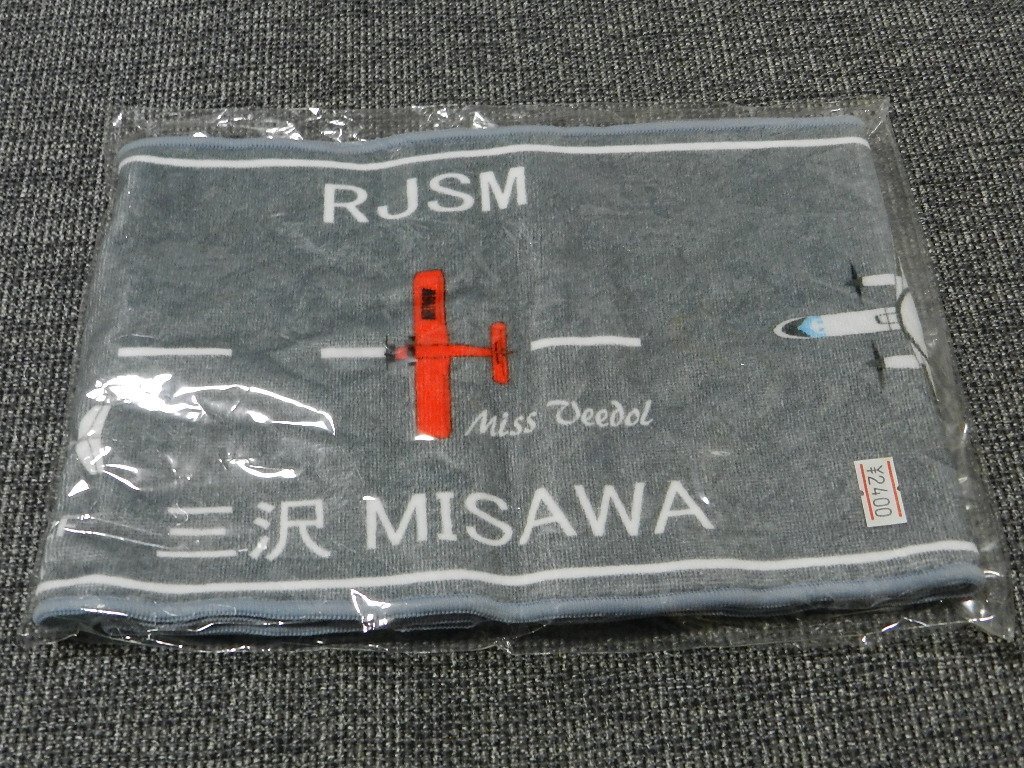 RJSM
Miss Veedol
三沢 MISAWA
¥2400